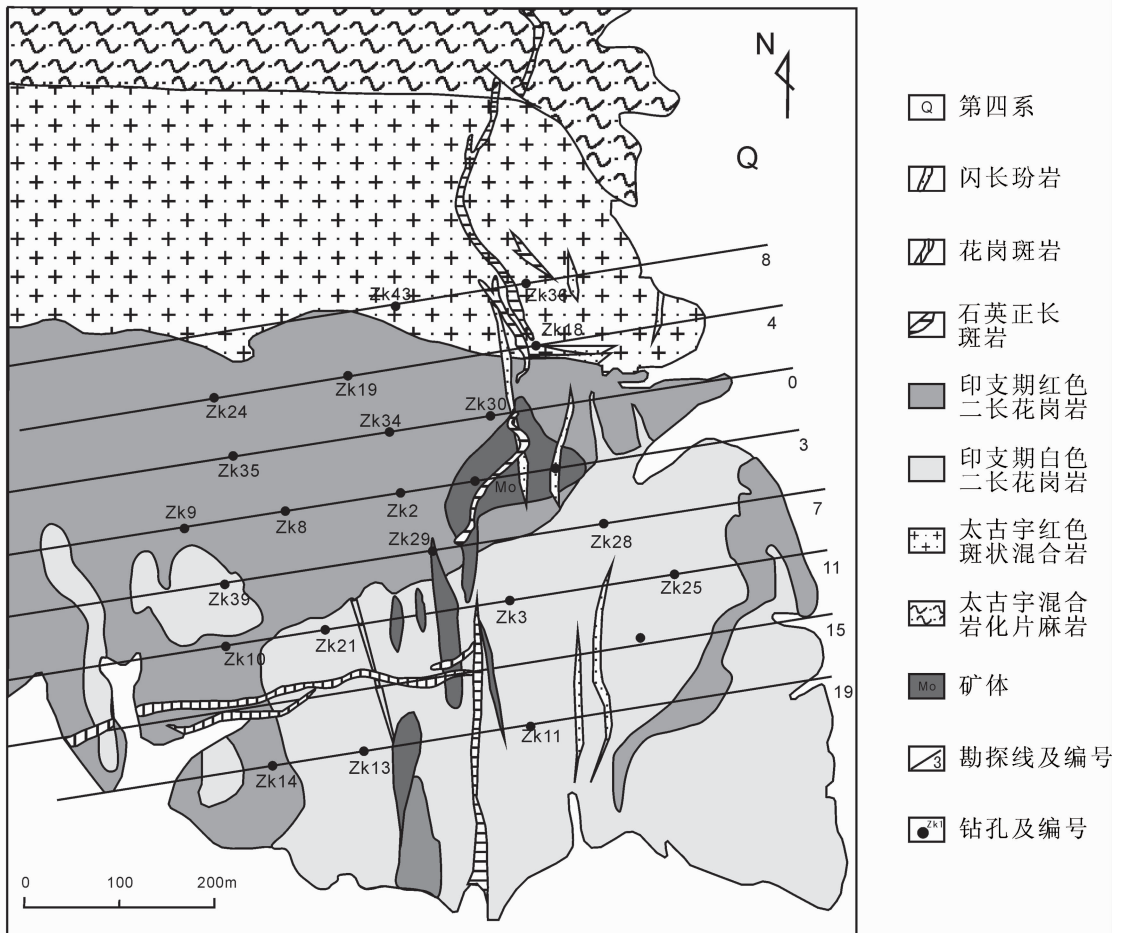 N
Q
8
Zk43
Zk36
4
Zk18
0
Zk19
Zk24
Zk30
Zk34
3
Zk35
Mo
7
Zk9
Zk8
Zk2
Zk29
Zk28
11
Zk39
Zk25
Zk3
15
Zk21
Zk10
19
Zk11
Zk13
Zk14
0 100 200m
Q 第四系
闪长玢岩
花岗斑岩
石英正长
斑岩
印支期红色
二长花岗岩
印支期白色
二长花岗岩
太古宇红色
斑状混合岩
太古宇混合
岩化片麻岩
Mo 矿体
3 勘探线及编号
Zk1 钻孔及编号